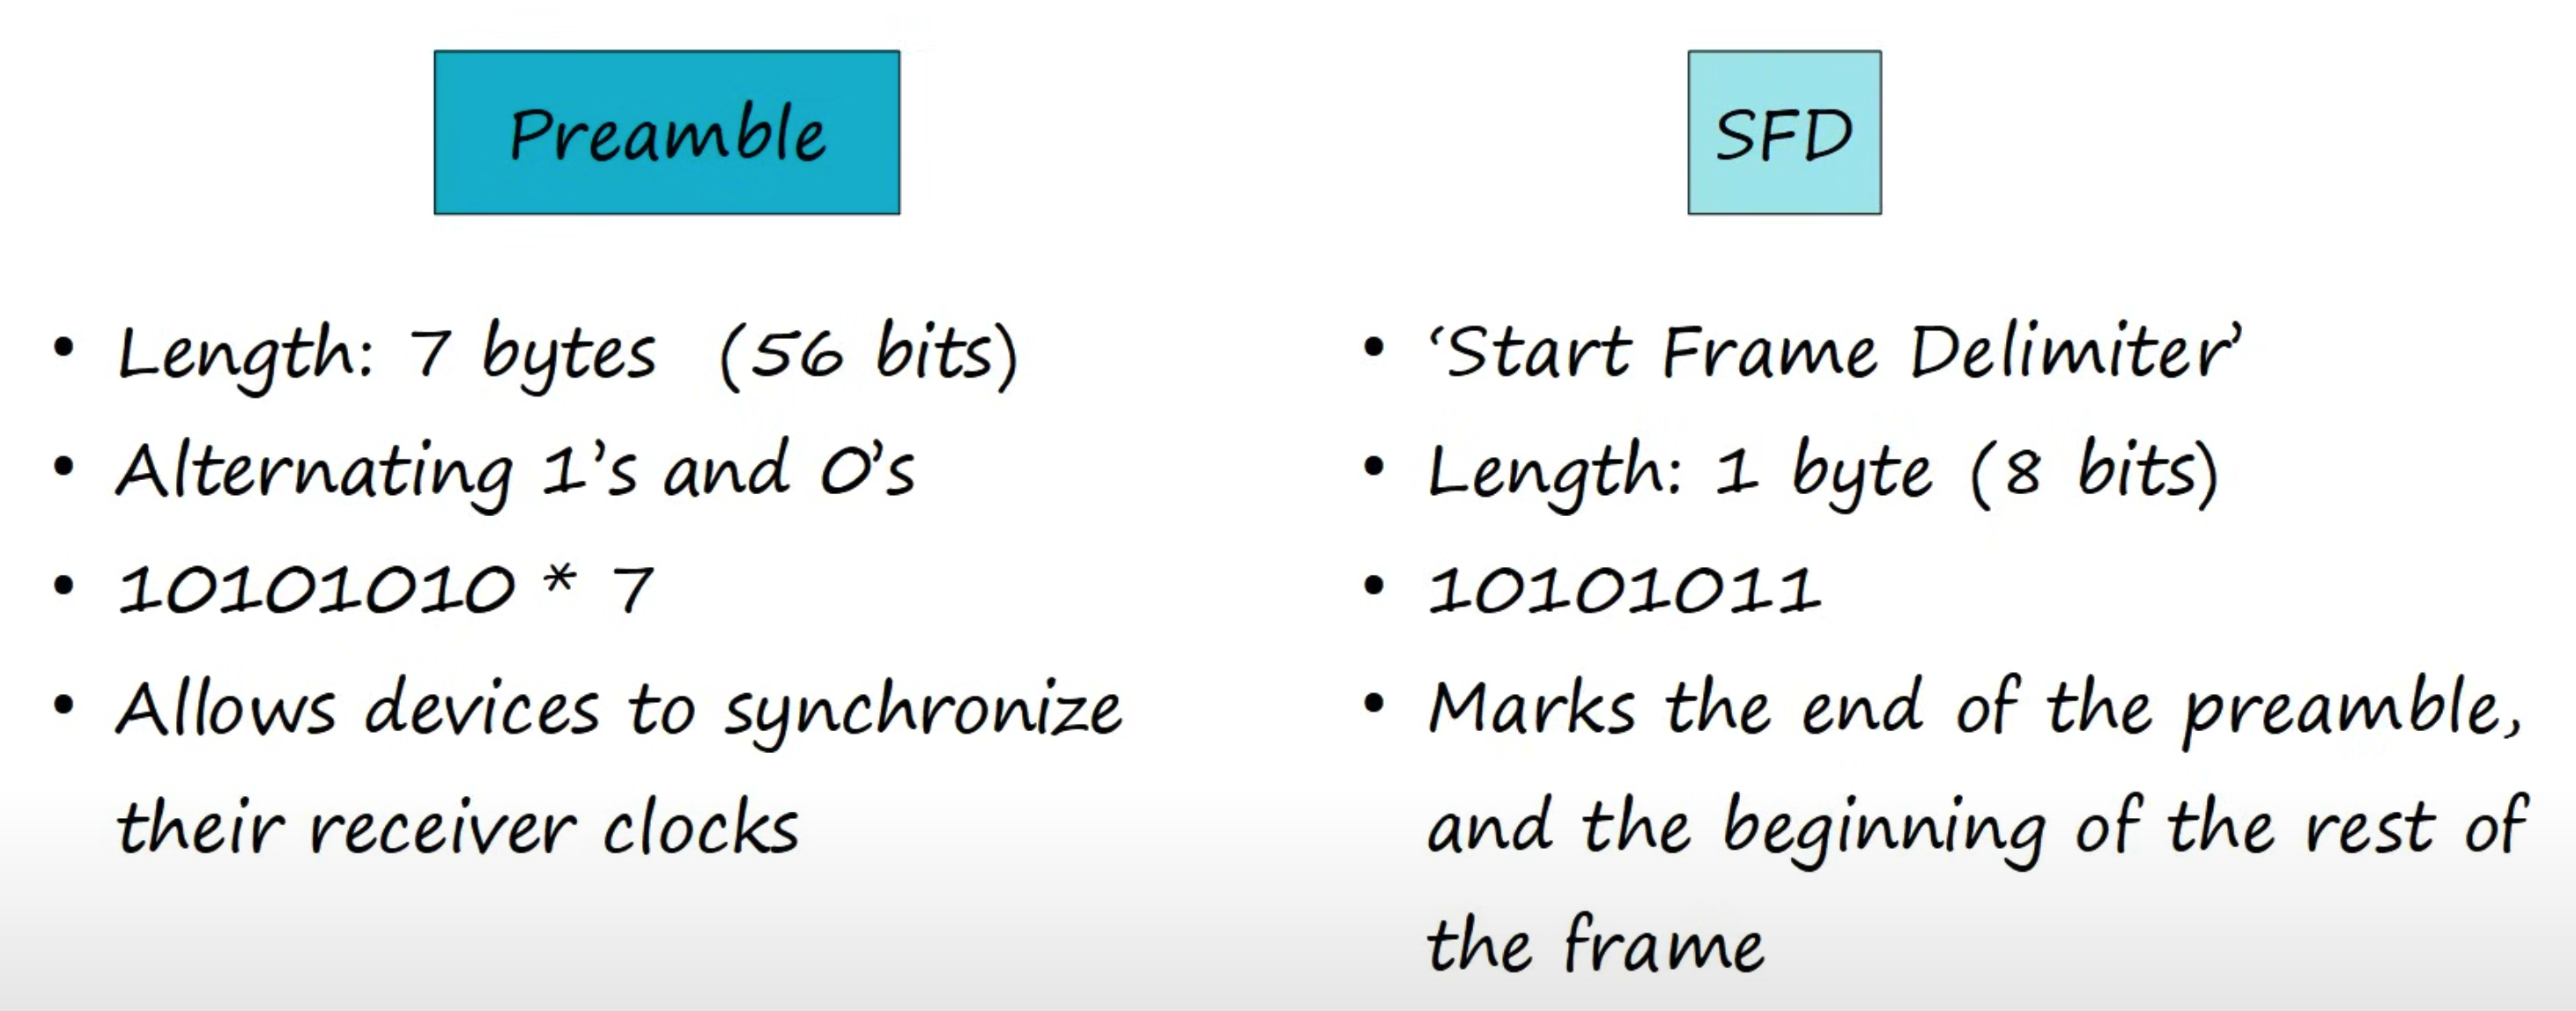 Preamble
• Length: 7 bytes (56 bits)
• Alternating 1's and 0's
• 10101010 * 7
• Allows devices to synchronize
their receiver clocks
SFD
• ‘Start Frame Delimiter’
• Length: 1 byte (8 bits)
• 10101011
• Marks the end of the preamble,
and the beginning of the rest of
the frame